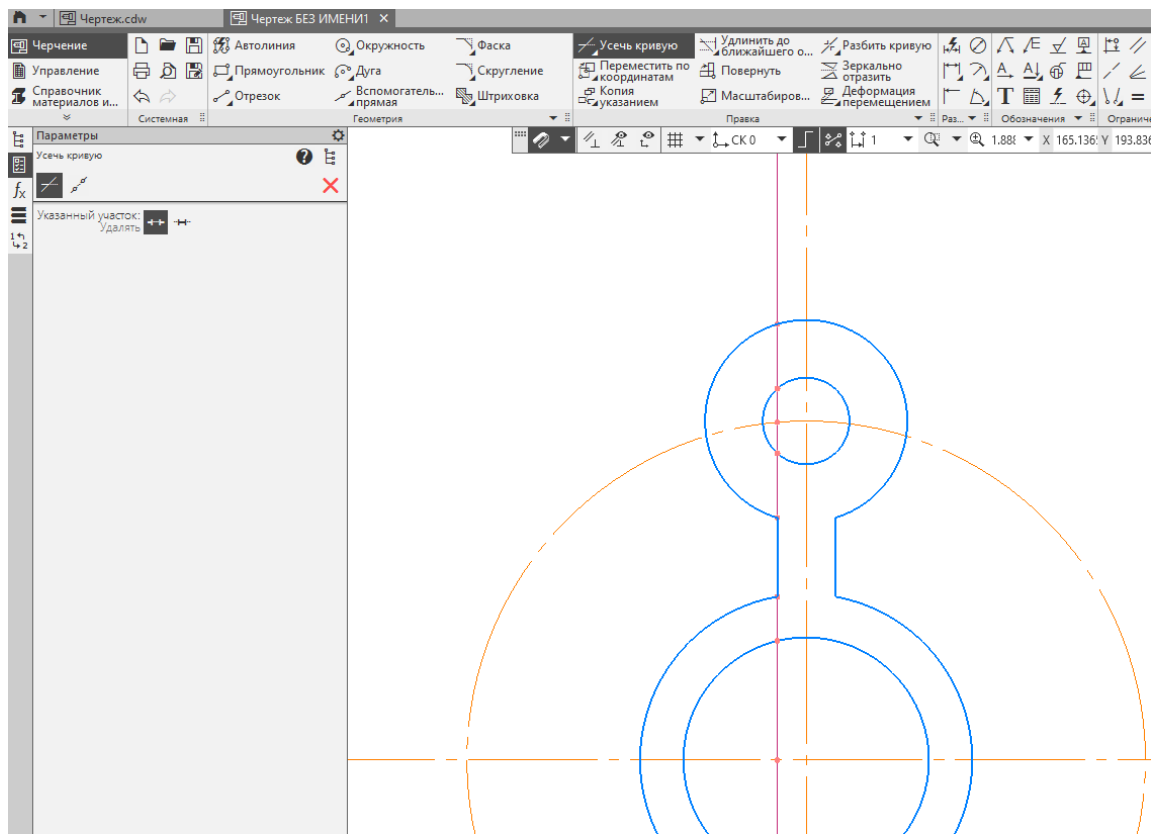 Чертеж.cdw
Чертеж БЕЗ ИМЕНИ1
Черчение
Автолиния
Окружность
Фаска
Усечь кривую
Удлинить до ближайшего о...
Разбить кривую
Управление
Прямоугольник
Дуга
Скругление
Переместить по координатам
Повернуть
Зеркально отразить
Справочник материалов и...
Отрезок
Вспомогатель... прямая
Штриховка
Копия указанием
Масштабиров...
Деформация перемещением
Системная
Геометрия
Правка
Раз...
Обозначения
Ограниче
Параметры
СК 0
1
1.888
X 165.136
Y 193.836
Усечь кривую
Указанный участок:
Удалять